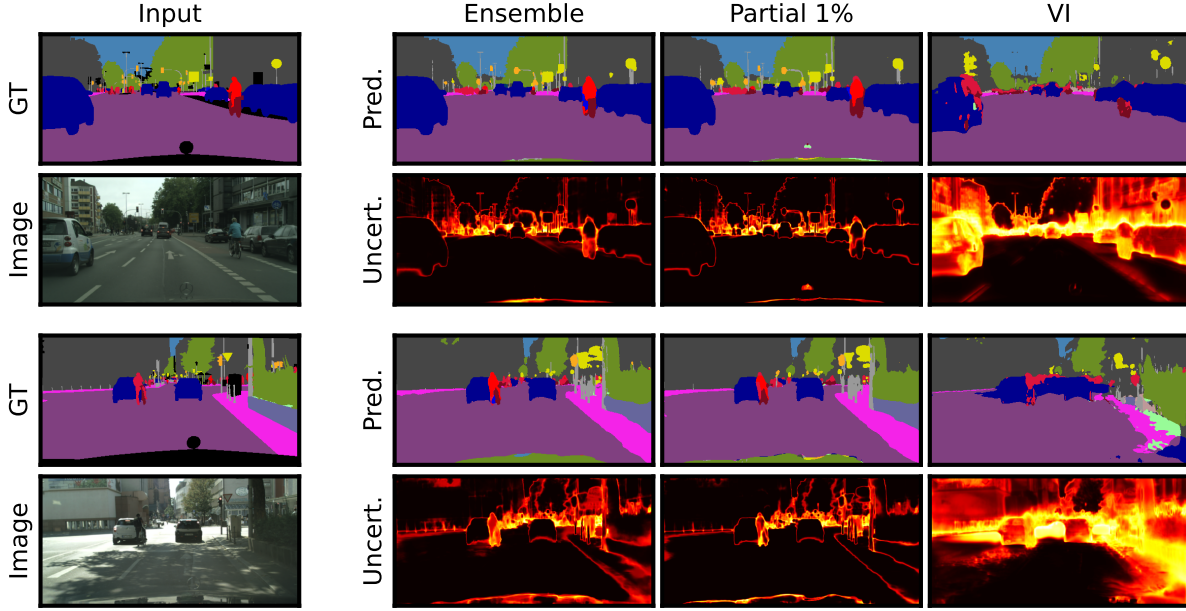 Input Ensemble Partial 1% VI
GT Pred.
Image Uncert.
GT Pred.
Image Uncert.